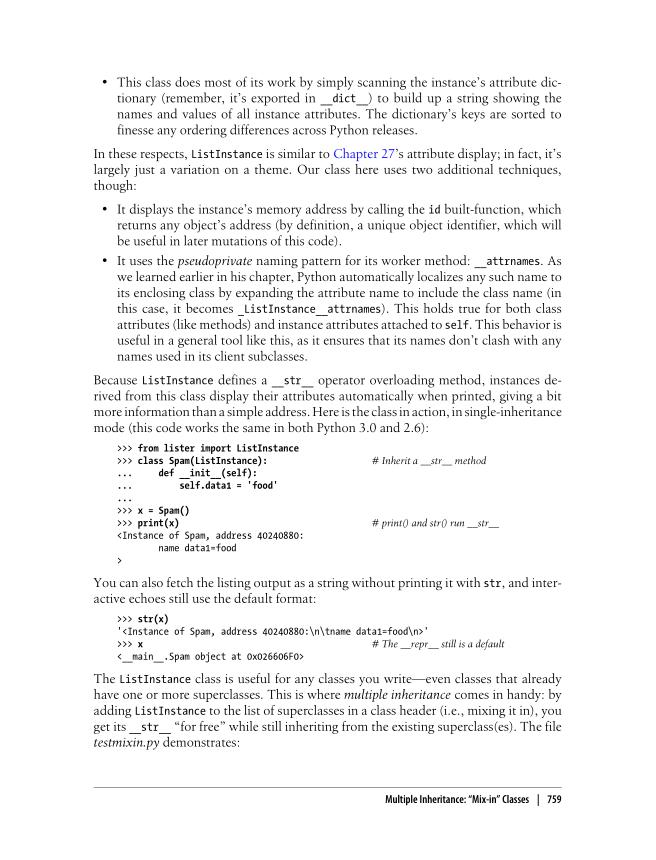 • This class does most of its work by simply scanning the instance’s attribute dic-
tionary (remember, it’s exported in __dict__) to build up a string showing the
names and values of all instance attributes. The dictionary’s keys are sorted to
finesse any ordering differences across Python releases.
In these respects, ListInstance is similar to Chapter 27’s attribute display; in fact, it’s
largely just a variation on a theme. Our class here uses two additional techniques,
though:
• It displays the instance’s memory address by calling the id built-function, which
returns any object’s address (by definition, a unique object identifier, which will
be useful in later mutations of this code).
• It uses the pseudoprivate naming pattern for its worker method: __attrnames. As
we learned earlier in his chapter, Python automatically localizes any such name to
its enclosing class by expanding the attribute name to include the class name (in
this case, it becomes _ListInstance__attrnames). This holds true for both class
attributes (like methods) and instance attributes attached to self. This behavior is
useful in a general tool like this, as it ensures that its names don’t clash with any
names used in its client subclasses.
Because ListInstance defines a __str__ operator overloading method, instances de-
rived from this class display their attributes automatically when printed, giving a bit
more information than a simple address. Here is the class in action, in single-inheritance
mode (this code works the same in both Python 3.0 and 2.6):
>>> from lister import ListInstance
>>> class Spam(ListInstance): # Inherit a __str__ method
... def __init__(self):
... self.data1 = 'food'
...
>>> x = Spam()
>>> print(x) # print() and str() run __str__
<Instance of Spam, address 40240880:
name data1=food
>
You can also fetch the listing output as a string without printing it with str, and inter-
active echoes still use the default format:
>>> str(x)
'<Instance of Spam, address 40240880:\n\tname data1=food\n>'
>>> x # The __repr__ still is a default
<__main__.Spam object at 0x026606F0>
The ListInstance class is useful for any classes you write—even classes that already
have one or more superclasses. This is where multiple inheritance comes in handy: by
adding ListInstance to the list of superclasses in a class header (i.e., mixing it in), you
get its __str__ “for free” while still inheriting from the existing superclass(es). The file
testmixin.py demonstrates:
Multiple Inheritance: “Mix-in” Classes | 759